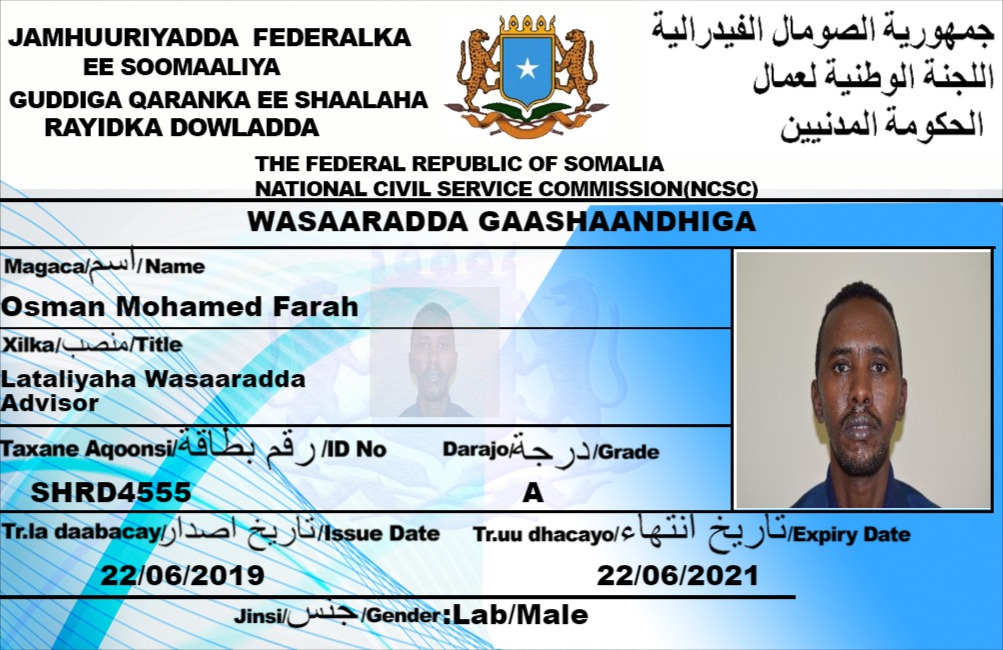 JAMHUURIYADDA FEDERALKA
EE SOOMAALIYA
GUDDIGA QARANKA EE SHAALAHA
RAYIDKA DOWLADDA
جمهورية الصومال الفيدرالية
اللجنة الوطنية لعمال
الحكومة المدنيين
THE FEDERAL REPUBLIC OF SOMALIA
NATIONAL CIVIL SERVICE COMMISSION(NCSC)
WASAARADDA GAASHAANDHIGA
Magaca/اسم/Name
Osman Mohamed Farah
Xilka/منصب/Title
Lataliyaha Wasaaradda
Advisor
Taxane Aqoonsi/رقم بطاقة/ID No
Darajo/درجة/Grade
SHRD4555
A
Tr.la daabacay/تاريخ اصدار/Issue Date
Tr.uu dhacayo/تاريخ انتهاء/Expiry Date
22/06/2019
22/06/2021
Jinsi/جنس/Gender:Lab/Male